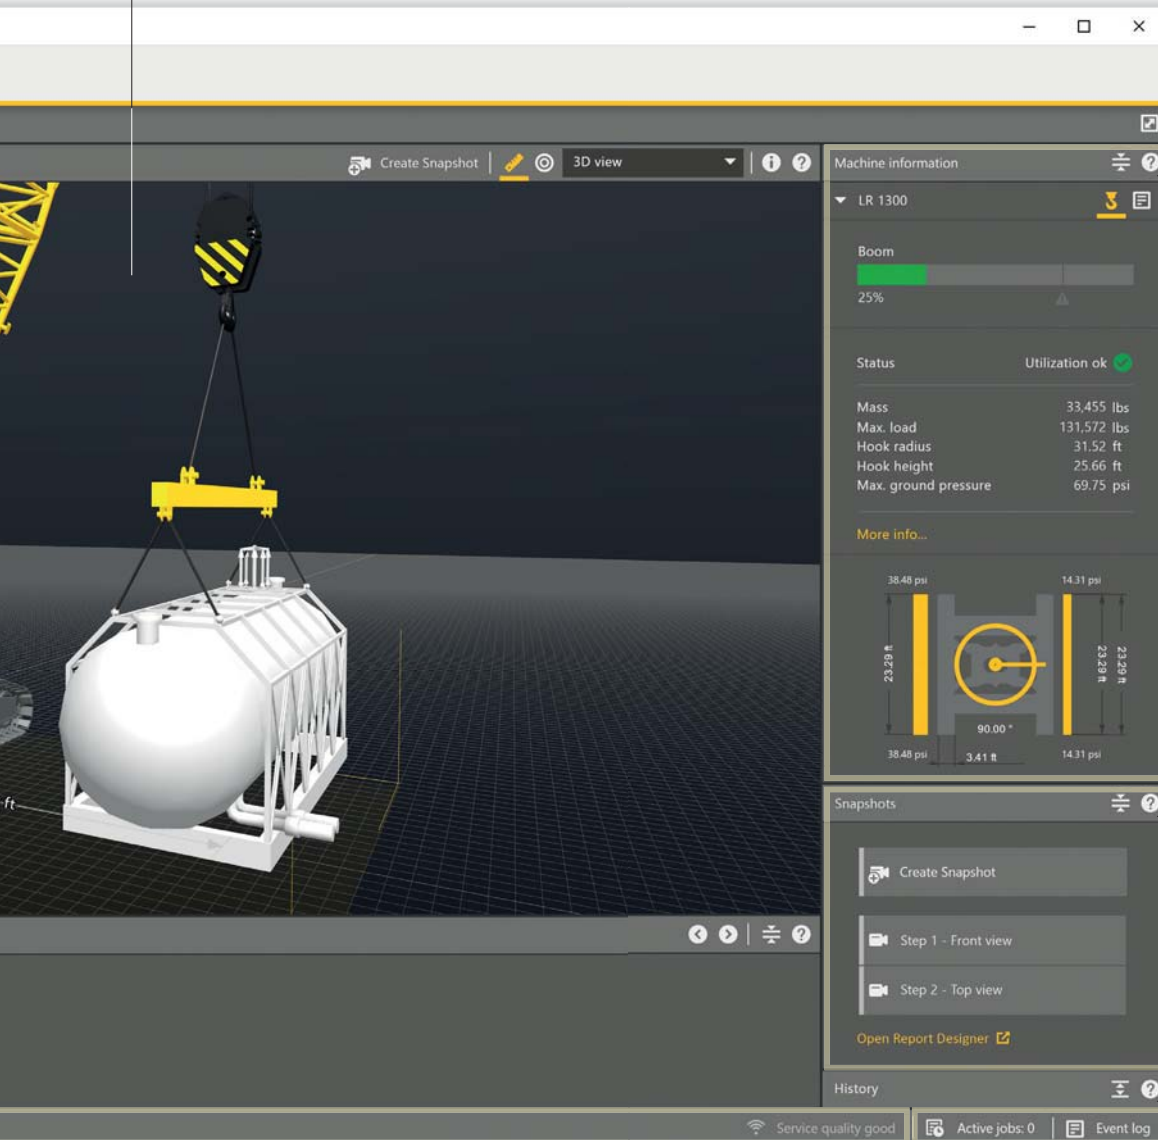 Create Snapshot
3D view
Machine information
LR 1300
Boom
25%
Status Utilization ok
Mass 33,455 lbs
Max. load 131,572 lbs
Hook radius 31.52 ft
Hook height 25.66 ft
Max. ground pressure 69.75 psi
More info...
38.48 psi 14.31 psi
23.29 ft 23.29 ft 23.29 ft
90.00 °
38.48 psi 3.41 ft 14.31 psi
ft
Snapshots
Create Snapshot
Step 1 - Front view
Step 2 - Top view
Open Report Designer
History
Service quality good Active jobs: 0 Event log